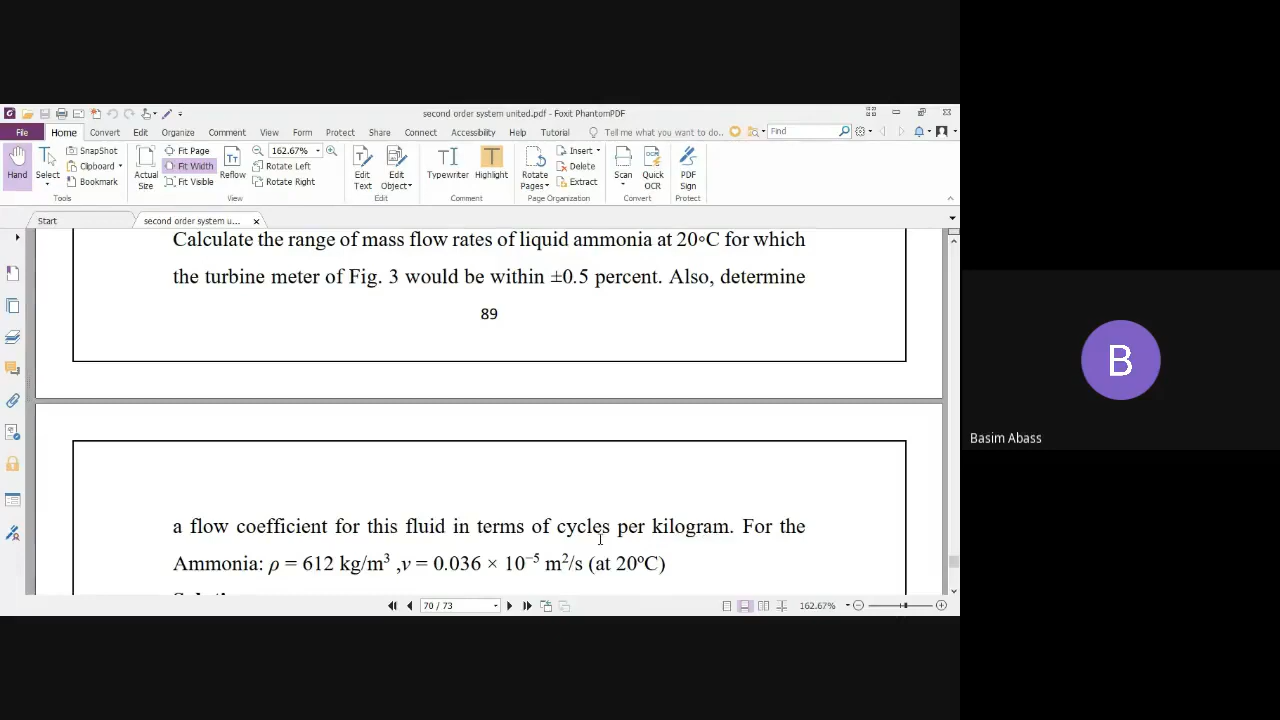 second order system united.pdf - Foxit PhantomPDF
File Home Convert Edit Organize Comment View Form Protect Share Connect Accessibility Help Tutorial Tell me what you want to do.. Find
Hand
Select
SnapShot
Clipboard
Bookmark
Tools
Actual
Size
Fit Page
Fit Width
Fit Visible
Reflow
162.67%
Rotate Left
Rotate Right
View
Edit
Text
Edit
Object
Edit
Typewriter
Highlight
Comment
Rotate
Pages
Insert
Delete
Extract
Page Organization
Scan
Quick
OCR
Convert
PDF
Sign
Protect
Start second order system u...
Calculate the range of mass flow rates of liquid ammonia at 20∘C for which
the turbine meter of Fig. 3 would be within ±0.5 percent. Also, determine
89
a flow coefficient for this fluid in terms of cycles per kilogram. For the
Ammonia: ρ = 612 kg/m³ ,ν = 0.036 × 10⁻⁵ m²/s (at 20ºC)
70 / 73
162.67%
B
Basim Abass